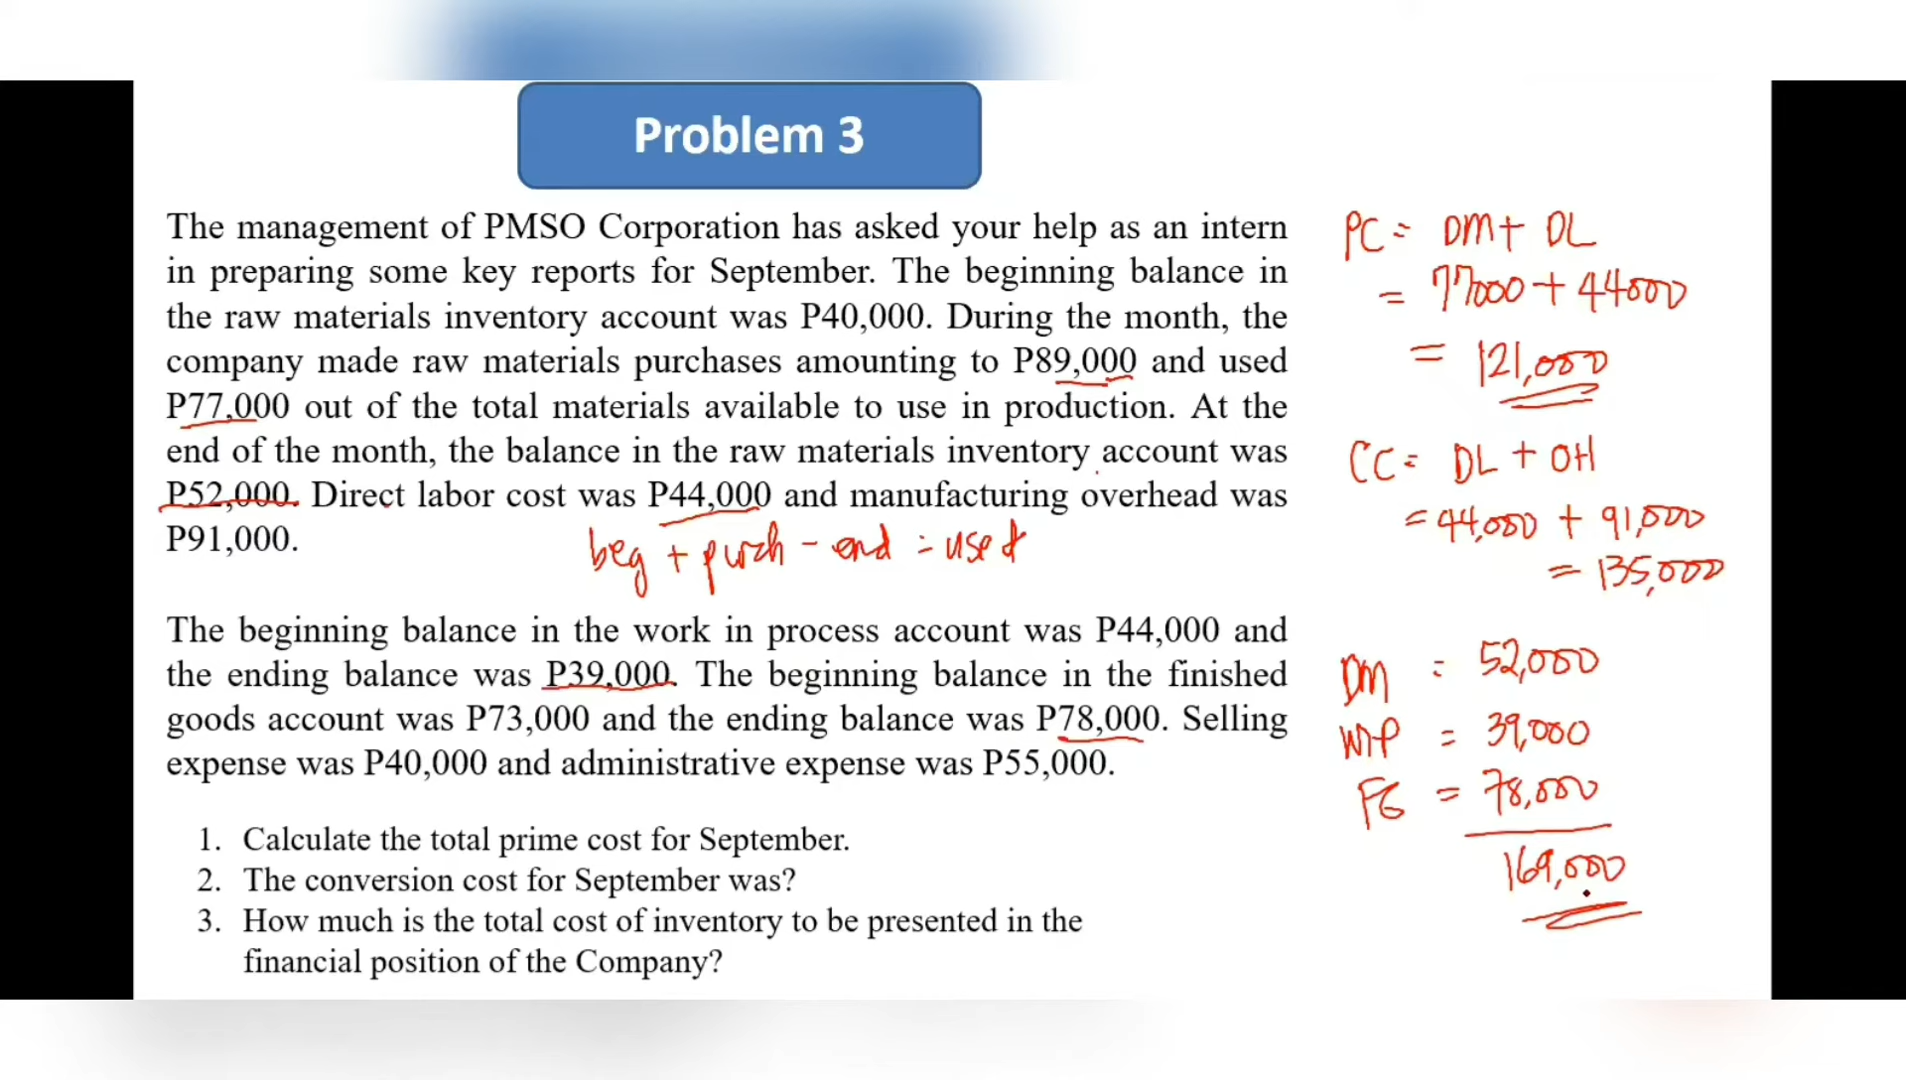 Problem 3
The management of PMSO Corporation has asked your help as an intern
in preparing some key reports for September. The beginning balance in
the raw materials inventory account was P40,000. During the month, the
company made raw materials purchases amounting to P89,000 and used
P77,000 out of the total materials available to use in production. At the
end of the month, the balance in the raw materials inventory account was
P52,000. Direct labor cost was P44,000 and manufacturing overhead was
P91,000.
beg + purch - end = used
The beginning balance in the work in process account was P44,000 and
the ending balance was P39,000. The beginning balance in the finished
goods account was P73,000 and the ending balance was P78,000. Selling
expense was P40,000 and administrative expense was P55,000.
1. Calculate the total prime cost for September.
2. The conversion cost for September was?
3. How much is the total cost of inventory to be presented in the
financial position of the Company?
PC = DM + DL
= 77000 + 44000
= 121,000
CC = DL + OH
= 44,000 + 91,000
= 135,000
DM = 52,000
WIP = 39,000
FG = 78,000
169,000